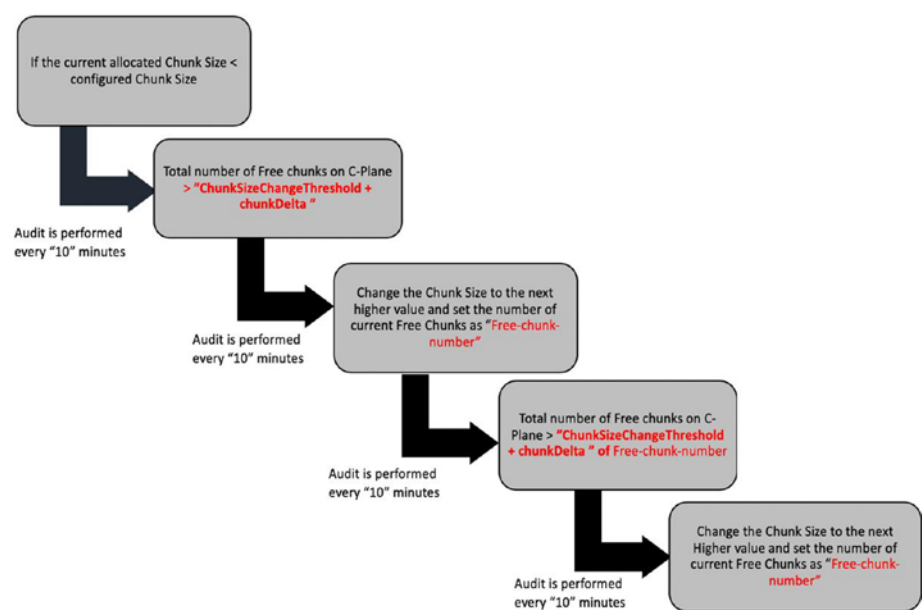 If the current allocated Chunk Size <
configured Chunk Size
Audit is performed
every “10” minutes
Total number of Free chunks on C-Plane
> “ChunkSizeChangeThreshold +
chunkDelta ”
Audit is performed
every “10” minutes
Change the Chunk Size to the next
higher value and set the number of
current Free Chunks as “Free-chunk-
number”
Audit is performed
every “10” minutes
Total number of Free chunks on C-
Plane > “ChunkSizeChangeThreshold
+ chunkDelta ” of Free-chunk-number
Audit is performed
every “10” minutes
Change the Chunk Size to the next
Higher value and set the number of
current Free Chunks as “Free-chunk-
number”